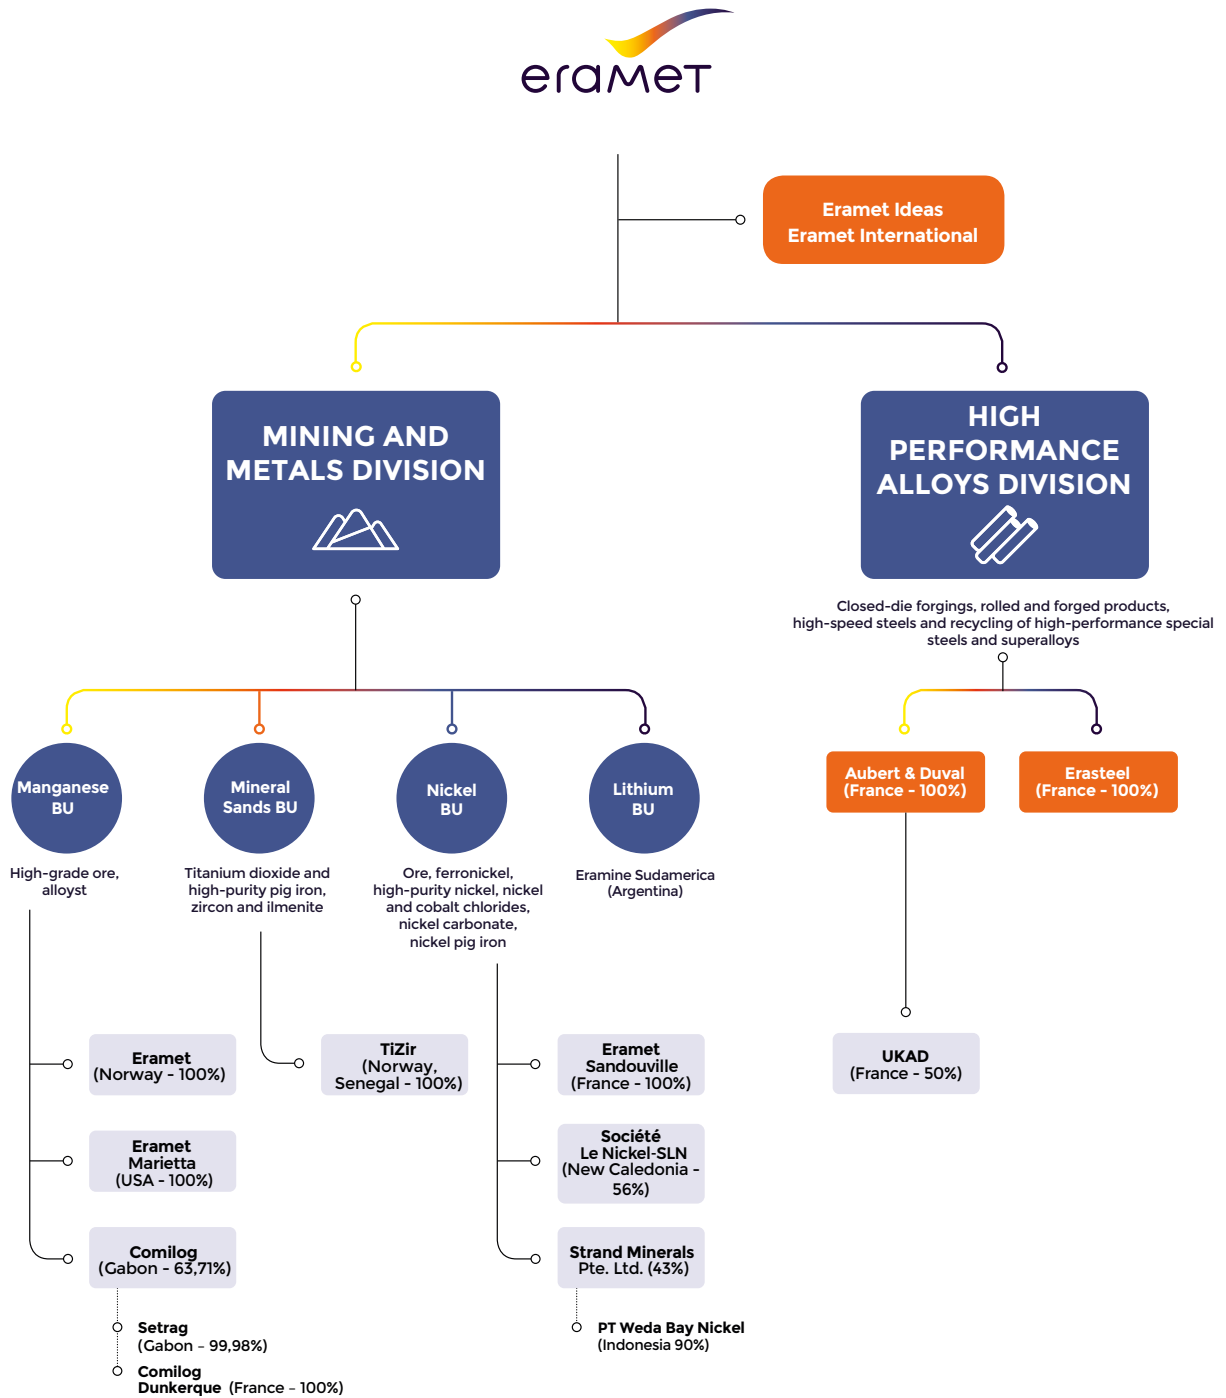 eramet
Eramet Ideas
Eramet International
MINING AND
METALS DIVISION
HIGH
PERFORMANCE
ALLOYS DIVISION
Closed-die forgings, rolled and forged products,
high-speed steels and recycling of high-performance special
steels and superalloys
Manganese
BU
High-grade ore,
alloyst
Mineral
Sands BU
Titanium dioxide and
high-purity pig iron,
zircon and ilmenite
Nickel
BU
Ore, ferronickel,
high-purity nickel, nickel
and cobalt chlorides,
nickel carbonate,
nickel pig iron
Lithium
BU
Eramine Sudamerica
(Argentina)
Aubert & Duval
(France - 100%)
Erasteel
(France - 100%)
Eramet
(Norway - 100%)
Eramet
Marietta
(USA - 100%)
Comilog
(Gabon - 63,71%)
Setrag
(Gabon – 99,98%)
Comilog
Dunkerque (France – 100%)
TiZir
(Norway,
Senegal - 100%)
Eramet
Sandouville
(France - 100%)
Société
Le Nickel-SLN
(New Caledonia -
56%)
Strand Minerals
Pte. Ltd. (43%)
PT Weda Bay Nickel
(Indonesia 90%)
UKAD
(France - 50%)